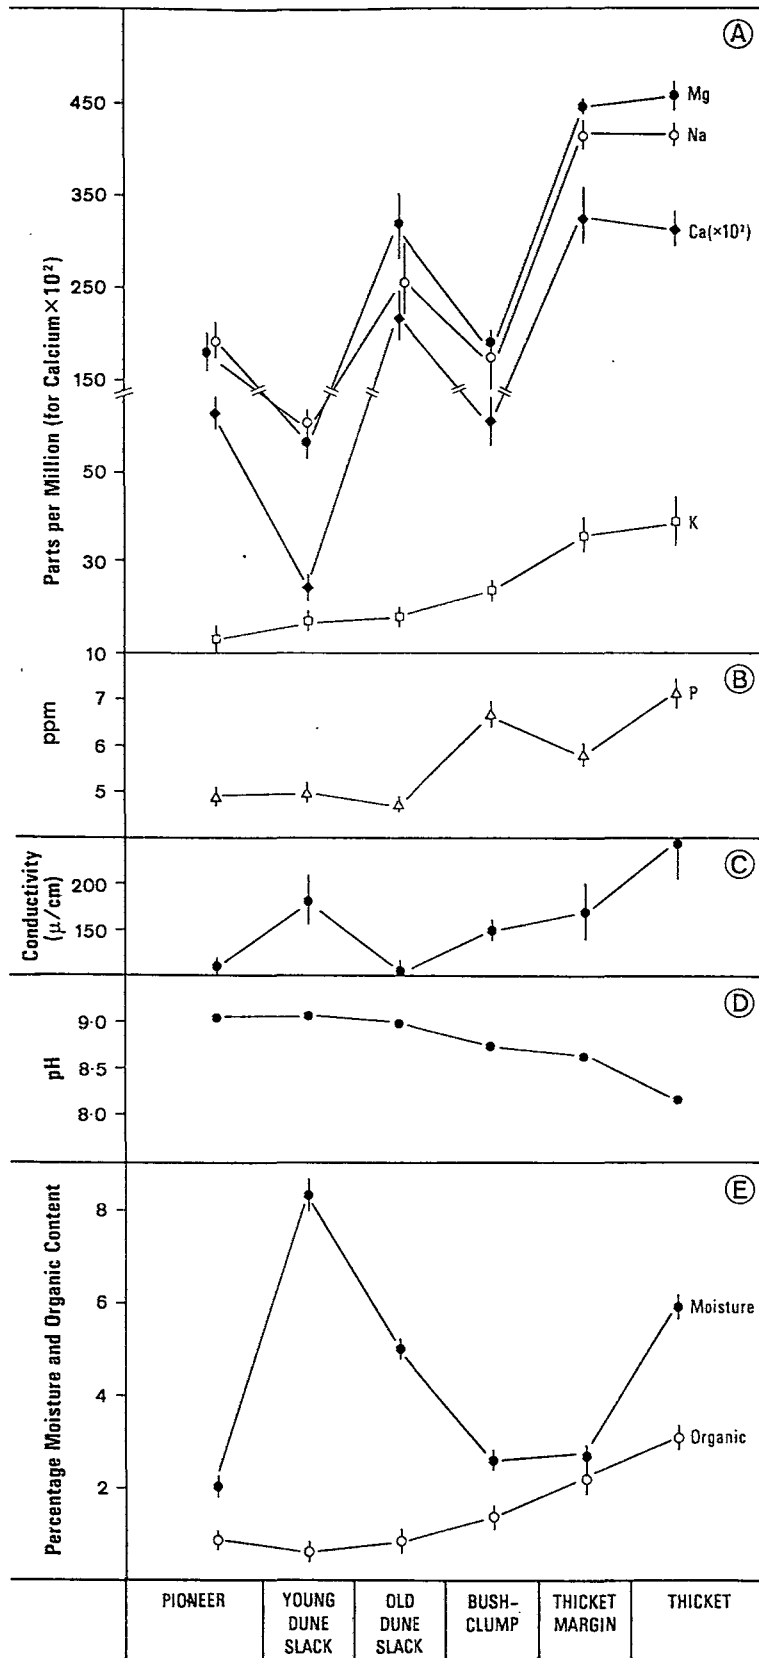 A
Parts per Million (for Calcium×10²)
450
350
250
150
50
30
10
Mg
Na
Ca(×10²)
K
B
ppm
7
6
5
P
C
Conductivity
(μ/cm)
200
150
D
pH
9·0
8·5
8·0
E
Percentage Moisture and Organic Content
8
6
4
2
Moisture
Organic
PIONEER
YOUNG
DUNE
SLACK
OLD
DUNE
SLACK
BUSH-
CLUMP
THICKET
MARGIN
THICKET